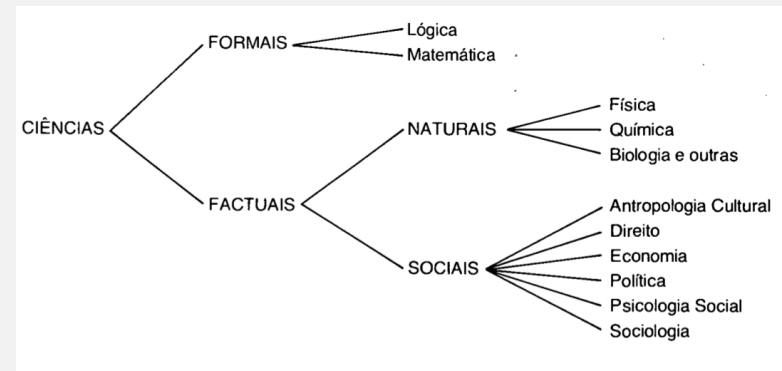 FORMAIS
Lógica
Matemática
CIÊNCIAS
NATURAIS
Física
Química
Biologia e outras
FACTUAIS
SOCIAIS
Antropologia Cultural
Direito
Economia
Política
Psicologia Social
Sociologia